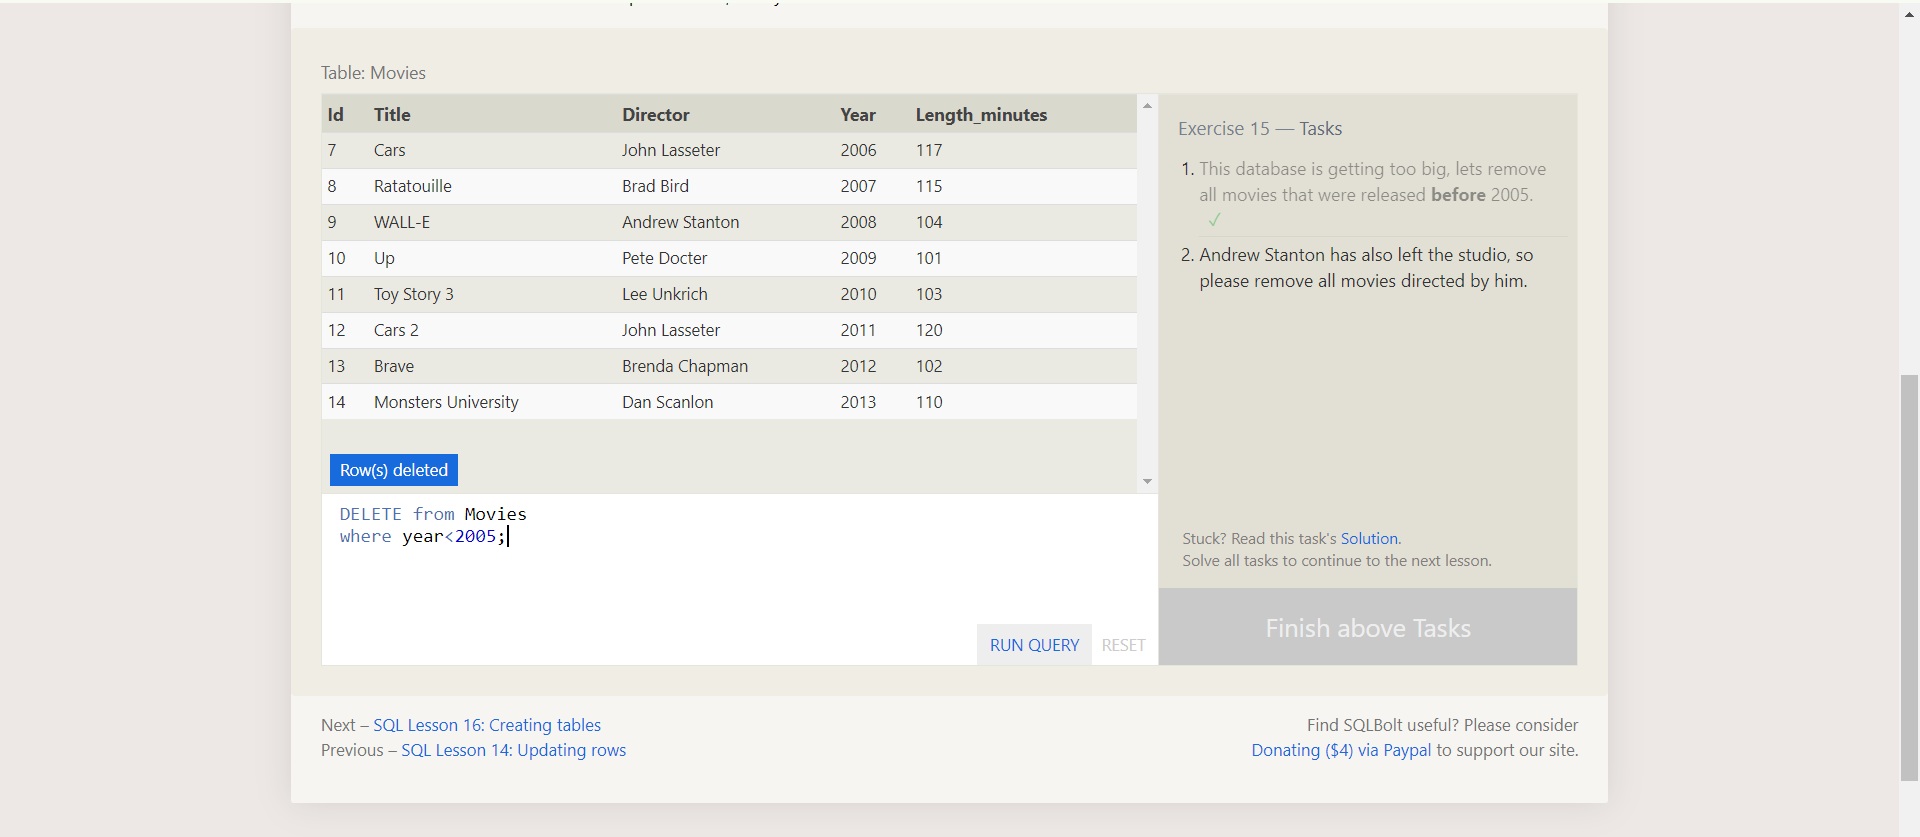 Table: Movies
Id Title Director Year Length_minutes
7 Cars John Lasseter 2006 117
8 Ratatouille Brad Bird 2007 115
9 WALL-E Andrew Stanton 2008 104
10 Up Pete Docter 2009 101
11 Toy Story 3 Lee Unkrich 2010 103
12 Cars 2 John Lasseter 2011 120
13 Brave Brenda Chapman 2012 102
14 Monsters University Dan Scanlon 2013 110
Row(s) deleted
DELETE from Movies
where year<2005;
RUN QUERY RESET
Exercise 15 — Tasks
1. This database is getting too big, lets remove
all movies that were released before 2005.
✓
2. Andrew Stanton has also left the studio, so
please remove all movies directed by him.
Stuck? Read this task's Solution.
Solve all tasks to continue to the next lesson.
Finish above Tasks
Next – SQL Lesson 16: Creating tables
Previous – SQL Lesson 14: Updating rows
Find SQLBolt useful? Please consider
Donating ($4) via Paypal to support our site.